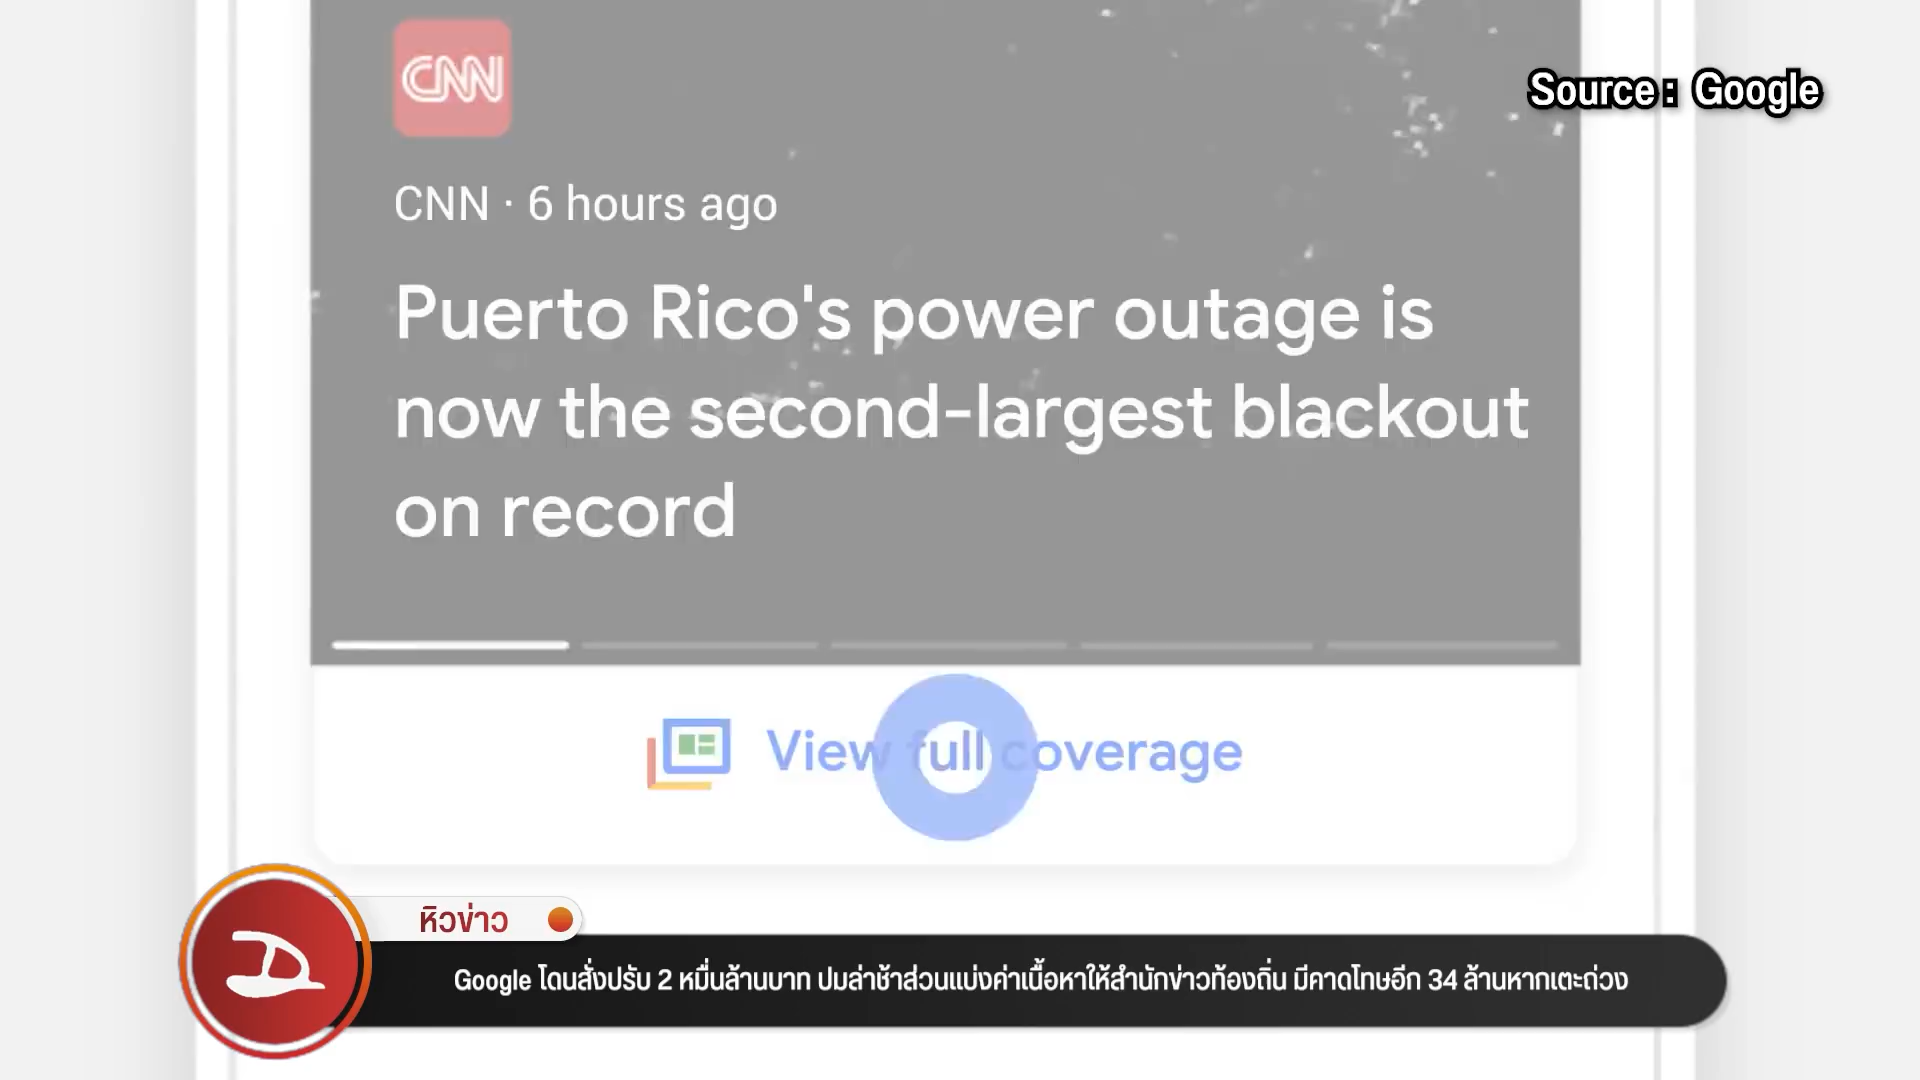 CNN
Source : Google
CNN · 6 hours ago
Puerto Rico's power outage is
now the second-largest blackout
on record
View full coverage
หิวข่าว
Google โดนสั่งปรับ 2 หมื่นล้านบาท ปมล่าช้าส่วนแบ่งค่าเนื้อหาให้สำนักข่าวท้องถิ่น มีคาดโทษอีก 34 ล้านหากเตะถ่วง